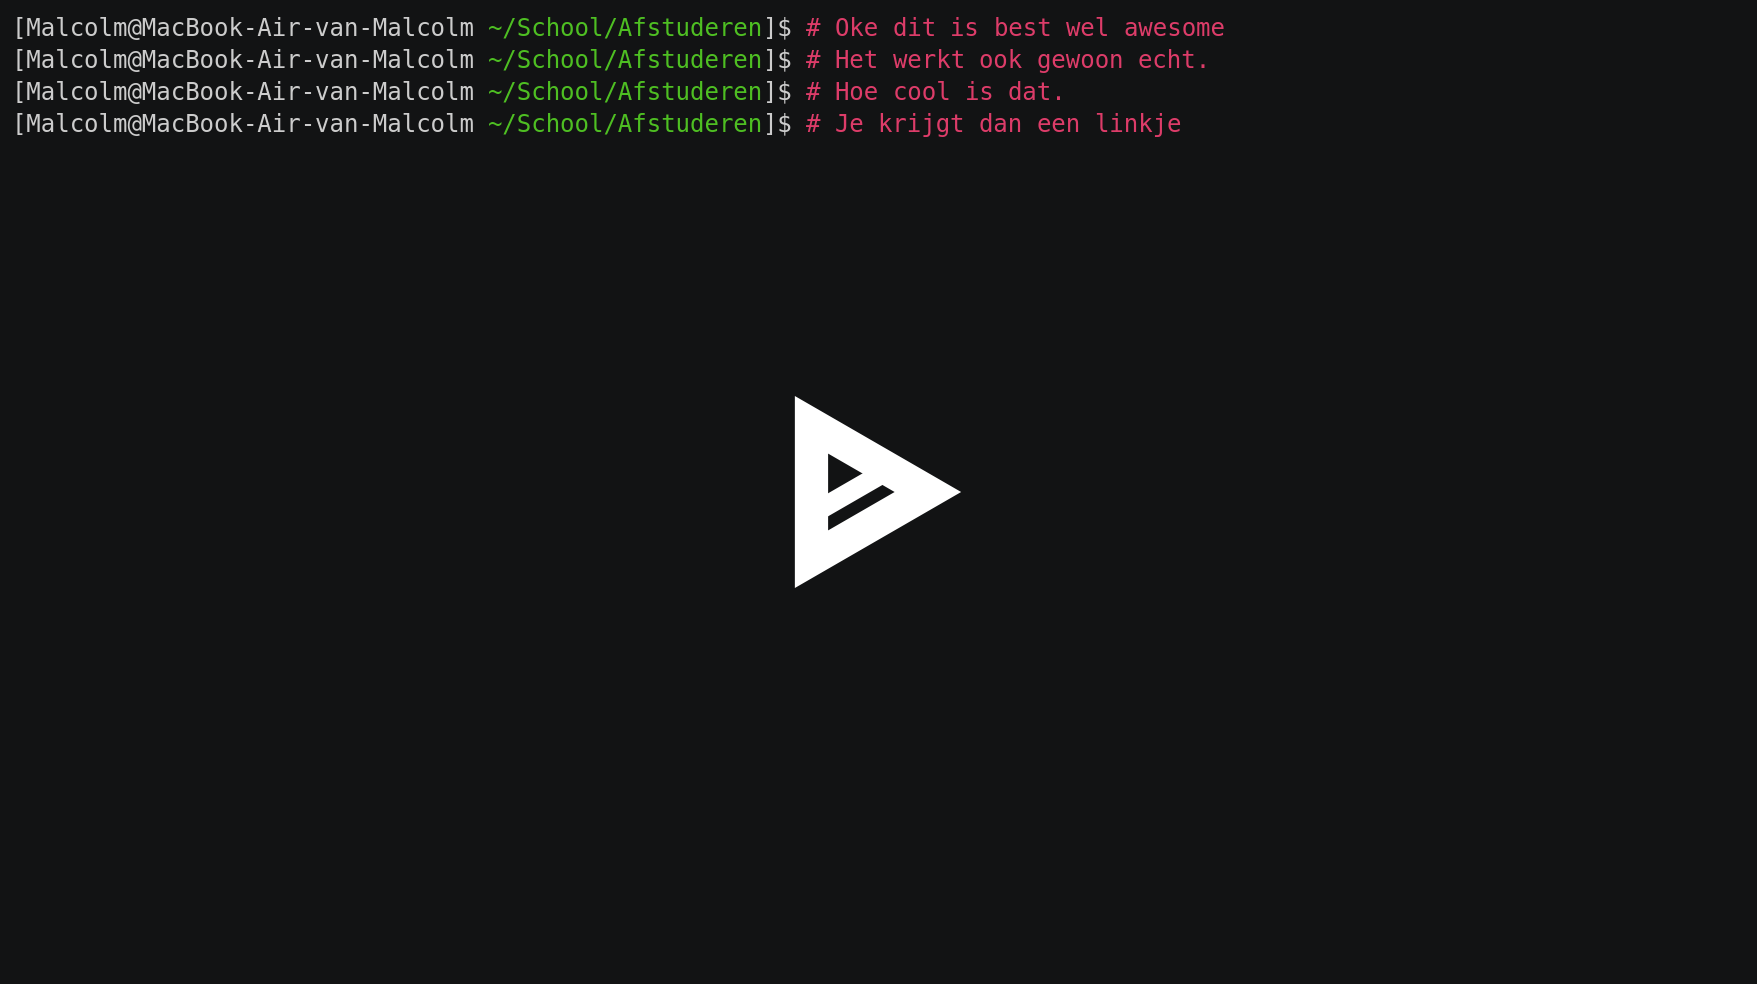 [Malcolm@MacBook-Air-van-Malcolm ~/School/Afstuderen]$ # Oke dit is best wel awesome
[Malcolm@MacBook-Air-van-Malcolm ~/School/Afstuderen]$ # Het werkt ook gewoon echt.
[Malcolm@MacBook-Air-van-Malcolm ~/School/Afstuderen]$ # Hoe cool is dat.
[Malcolm@MacBook-Air-van-Malcolm ~/School/Afstuderen]$ # Je krijgt dan een linkje